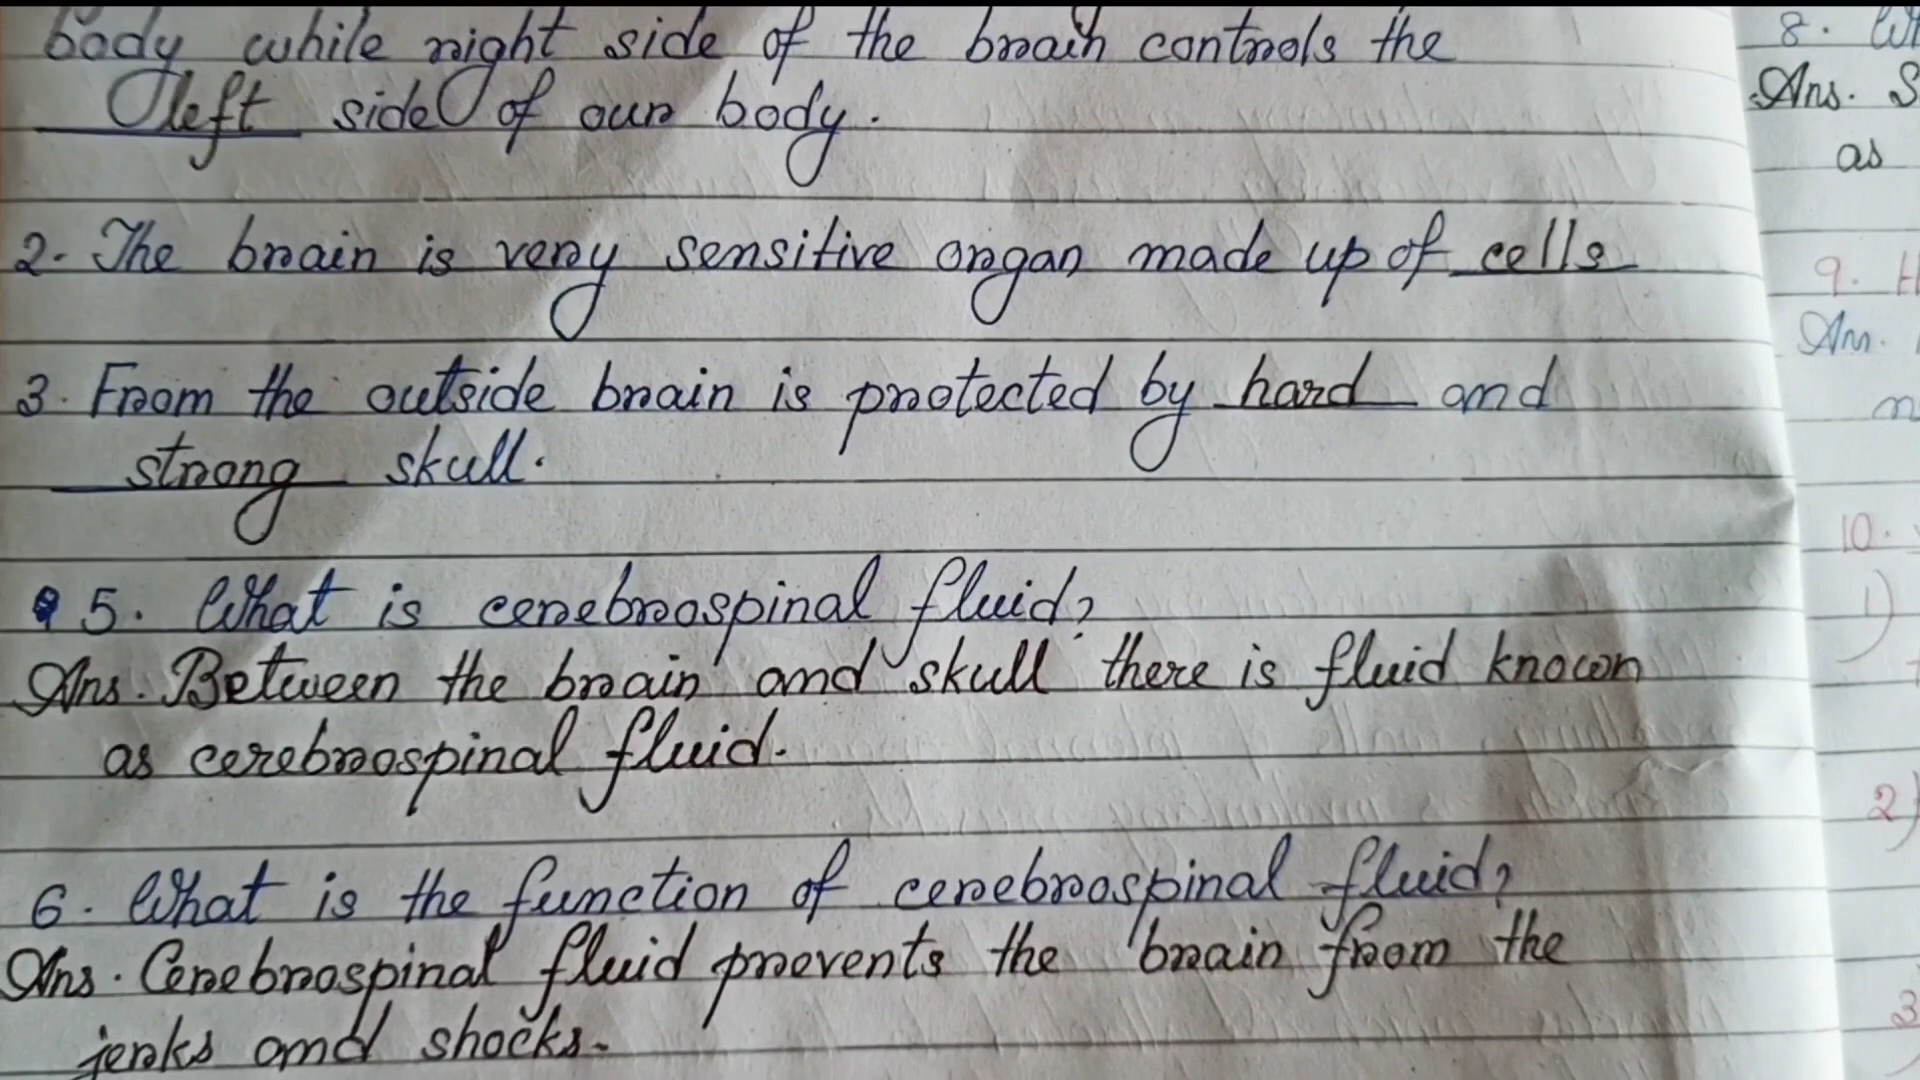 body while right side of the brain controls the
left side of our body.
2. The brain is very sensitive organ made up of cells
3. From the outside brain is protected by hard and
strong skull.
5. What is cerebrospinal fluid?
Ans. Between the brain and skull there is fluid known
as cerebrospinal fluid.
6. What is the function of cerebrospinal fluid?
Ans. Cerebrospinal fluid prevents the brain from the
jerks and shocks.
8.
Ans. S
as
9. H
Ans.
10.
1)
2)
3